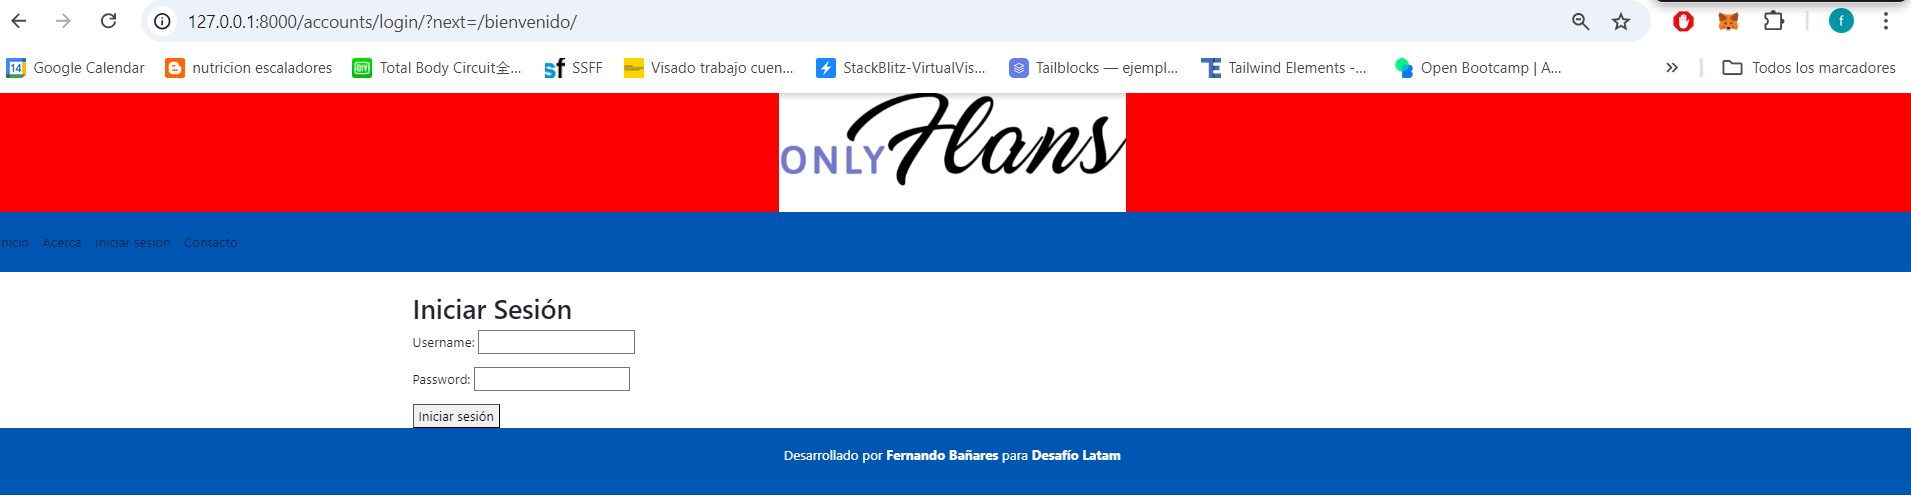 127.0.0.1:8000/accounts/login/?next=/bienvenido/
f
14 Google Calendar nutricion escaladores Total Body Circuit全... SSFF Visado trabajo cuen... StackBlitz-VirtualVis... Tailblocks — ejempl... Tailwind Elements -... Open Bootcamp | A... » Todos los marcadores
ONLY Flans
nicio Acerca Iniciar sesión Contacto
Iniciar Sesión
Username:
Password:
Iniciar sesión
Desarrollado por Fernando Bañares para Desafío Latam